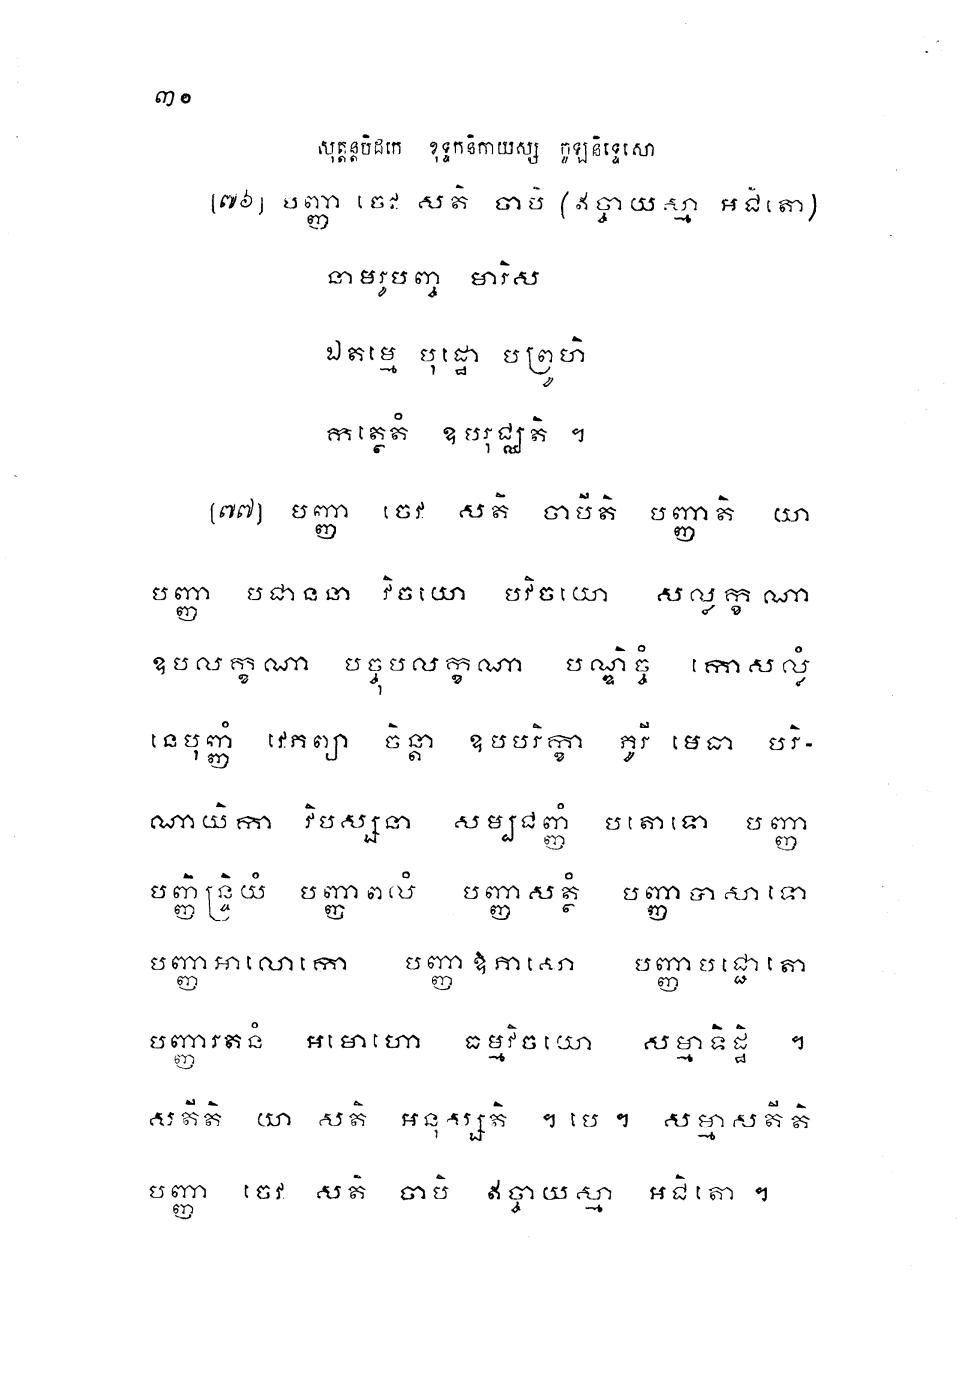 ៣០
សុត្តន្តបិដកេ ខុទ្ទកនិកាយស្ស កូឡនិទ្ទេសោ
[៧៦] បញ្ញា ចេវ សតិ ចាបិ (ឥច្ចាយស្មា អជិតោ)
នាមរូបញ្ច មារិស
ឯតម្មេ បុដ្ឋោ បព្រូហិ
កត្ថេតំ ឧបរុជ្ឈតិ ។
[៧៧] បញ្ញា ចេវ សតិ ចាបីតិ បញ្ញាតិ យា
បញ្ញា បជាននា វិចយោ បវិចយោ សល្លក្ខណា
ឧបលក្ខណា បច្ចុបលក្ខណា បណ្ឌិច្ចំ កោសល្លំ
នេបុញ្ញំ វេភព្យា ចិន្តា ឧបបរិក្ខា ភូរី មេធា បរិ-
ណាយិកា វិបស្សនា សម្បជញ្ញំ បតោទោ បញ្ញា
បញ្ញិន្ទ្រិយំ បញ្ញាពលំ បញ្ញាសត្ថំ បញ្ញាបាសាទោ
បញ្ញាអាលោកោ បញ្ញាឱភាសោ បញ្ញាបជ្ជោតោ
បញ្ញារតនំ អមោហោ ធម្មវិចយោ សម្មាទិដ្ឋិ ។
សតីតិ យា សតិ អនុស្សតិ ។ បេ ។ សម្មាសតីតិ
បញ្ញា ចេវ សតិ ចាបិ ឥច្ចាយស្មា អជិតោ ។